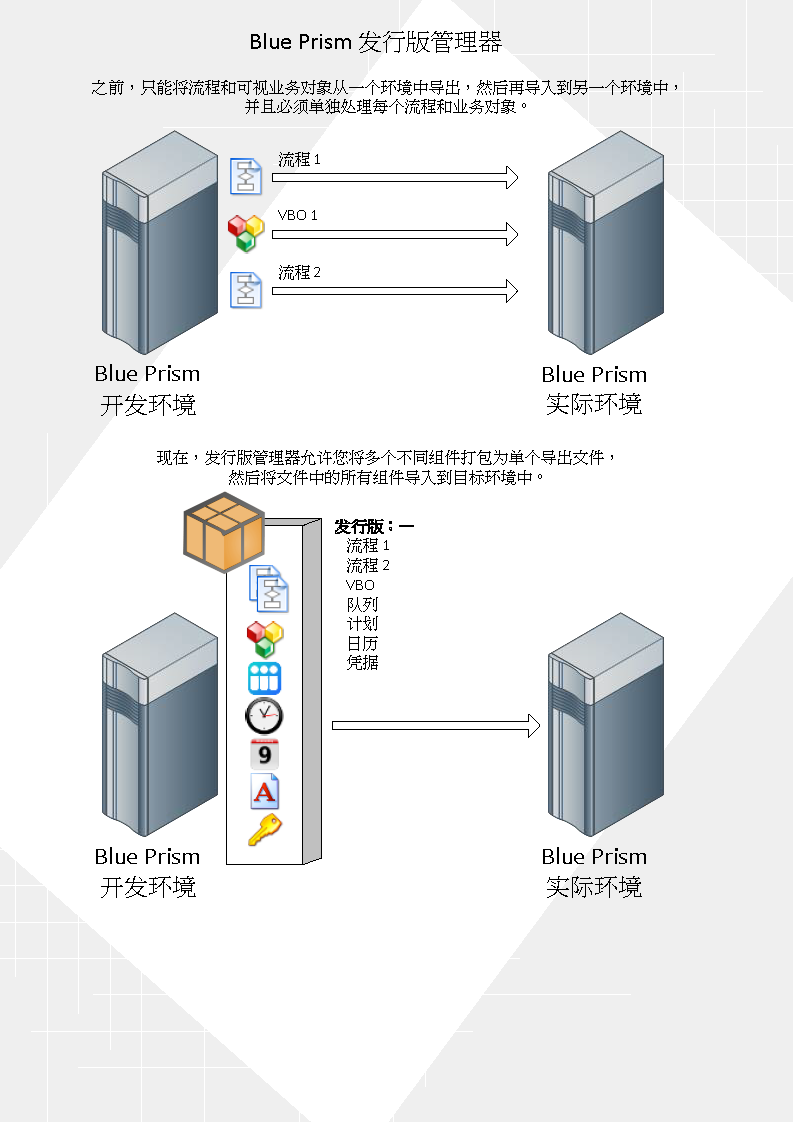 Blue Prism 发行版管理器
之前，只能将流程和可视业务对象从一个环境中导出，然后再导入到另一个环境中，
并且必须单独处理每个流程和业务对象。
流程 1
VBO 1
流程 2
Blue Prism
开发环境
Blue Prism
实际环境
现在，发行版管理器允许您将多个不同组件打包为单个导出文件，
然后将文件中的所有组件导入到目标环境中。
发行版：一
流程 1
流程 2
VBO
队列
计划
日历
凭据
9
A
Blue Prism
开发环境
Blue Prism
实际环境